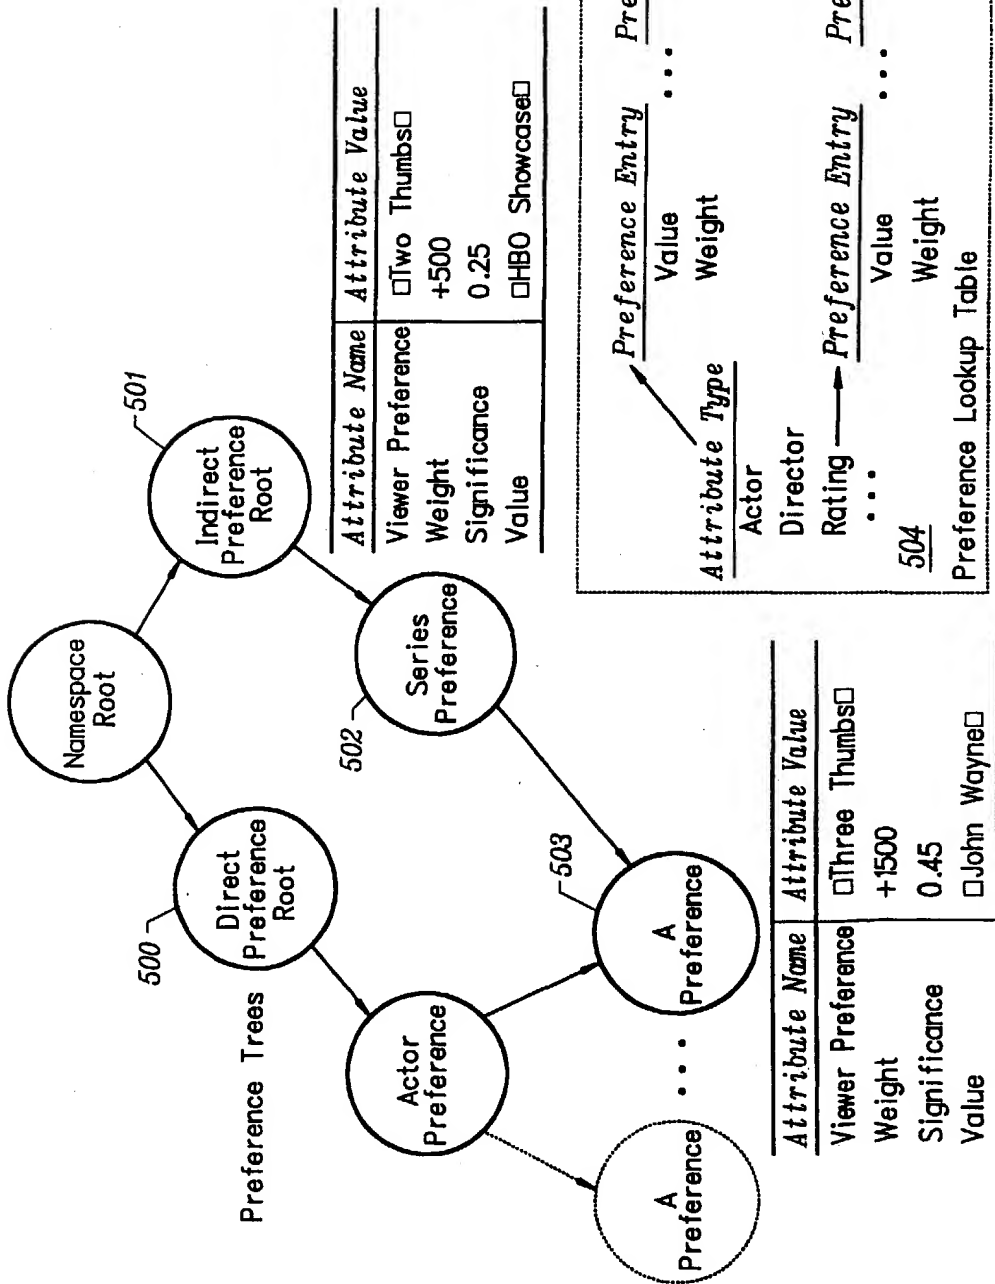 Namespace
Root
500
Direct
Preference
Root
501
Indirect
Preference
Root
Preference Trees
Actor
Preference
502
Series
Preference
503
A
Preference
• • •
A
Preference
Attribute Name Attribute Value
Viewer Preference □Two Thumbs□
Weight +500
Significance 0.25
Value □HBO Showcase□
Attribute Name Attribute Value
Viewer Preference □Three Thumbs□
Weight +1500
Significance 0.45
Value □John Wayne□
Attribute Type
Actor
Director
Rating
• • •
Preference Entry
Value
Weight
• • •
Preference Entry
Value
Weight
• • •
504
Preference Lookup Table